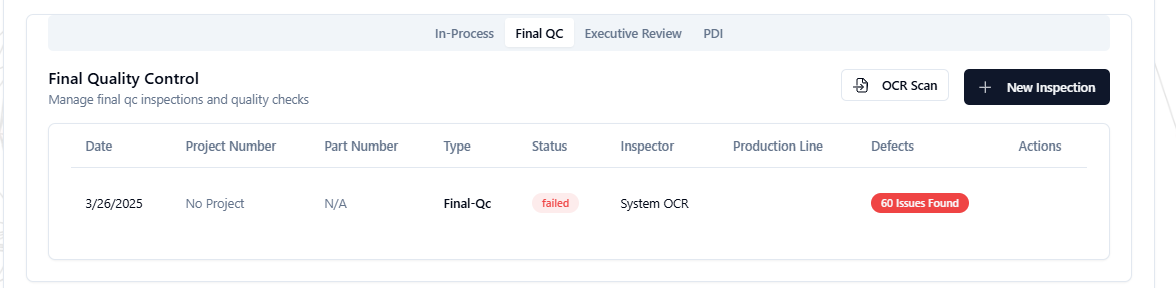 In-Process Final QC Executive Review PDI
Final Quality Control
Manage final qc inspections and quality checks
OCR Scan
New Inspection
Date Project Number Part Number Type Status Inspector Production Line Defects Actions
3/26/2025 No Project N/A Final-Qc failed System OCR 60 Issues Found